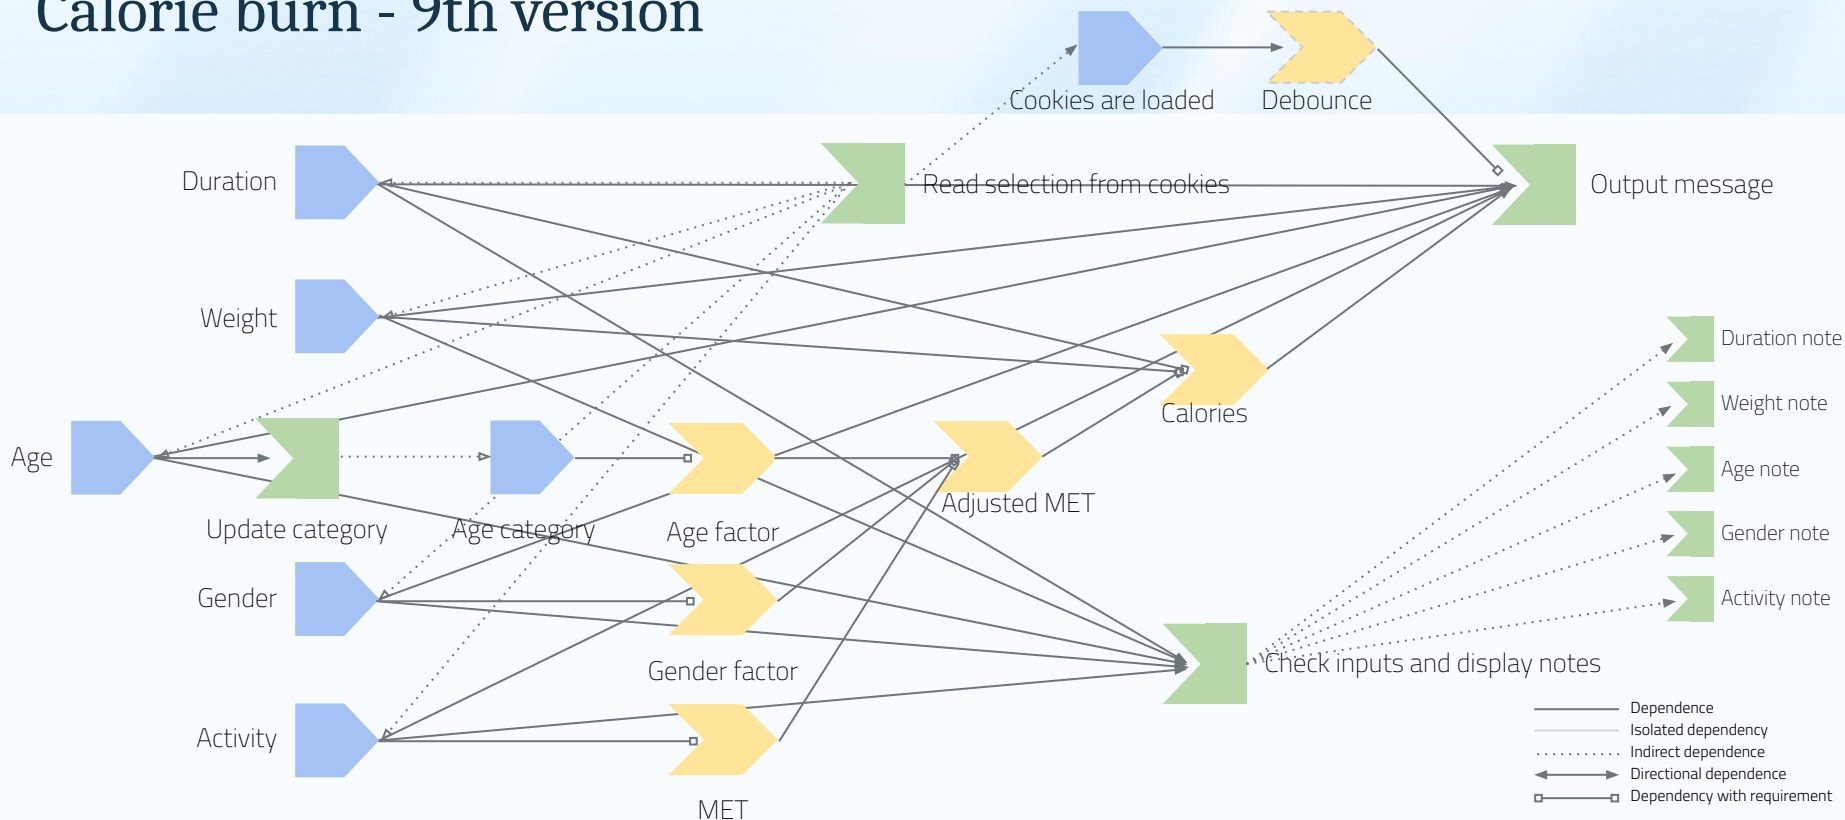 Calorie burn - 9th version
Cookies are loaded
Debounce
Duration
Read selection from cookies
Output message
Weight
Duration note
Weight note
Calories
Age
Age note
Adjusted MET
Update category
Age category
Age factor
Gender note
Gender
Activity note
Gender factor
Check inputs and display notes
Activity
MET
Dependence
Isolated dependency
Indirect dependence
Directional dependence
Dependency with requirement